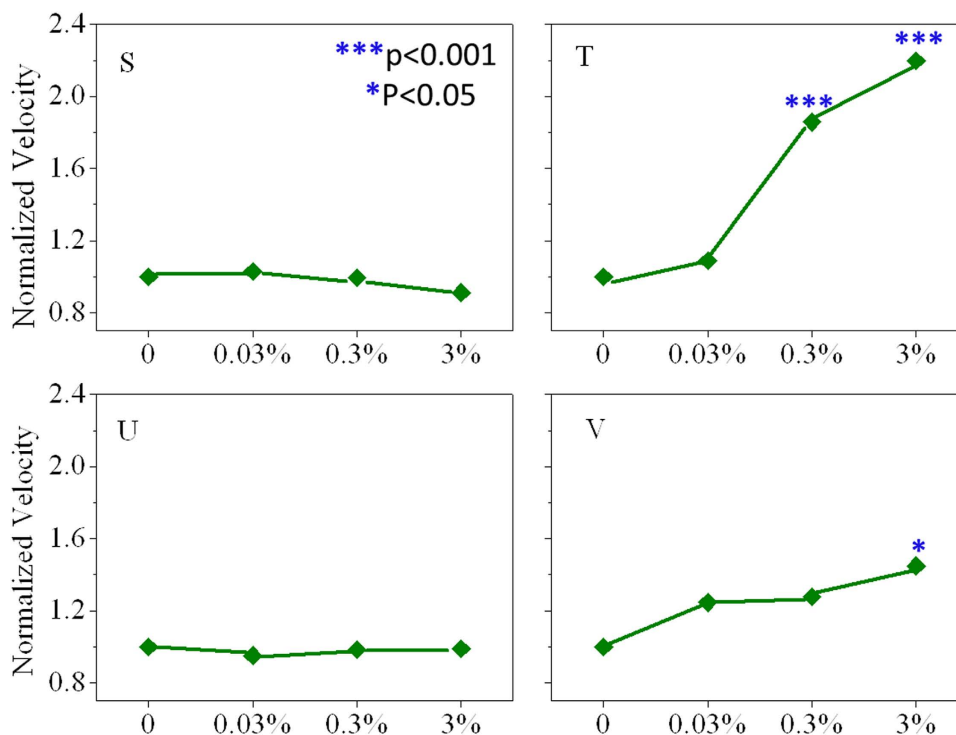 2.4
2.0
1.6
1.2
0.8
Normalized Velocity
S
***p<0.001
*P<0.05
0 0.03% 0.3% 3%
T
***
***
0 0.03% 0.3% 3%
2.4
2.0
1.6
1.2
0.8
Normalized Velocity
U
0 0.03% 0.3% 3%
V
*
0 0.03% 0.3% 3%